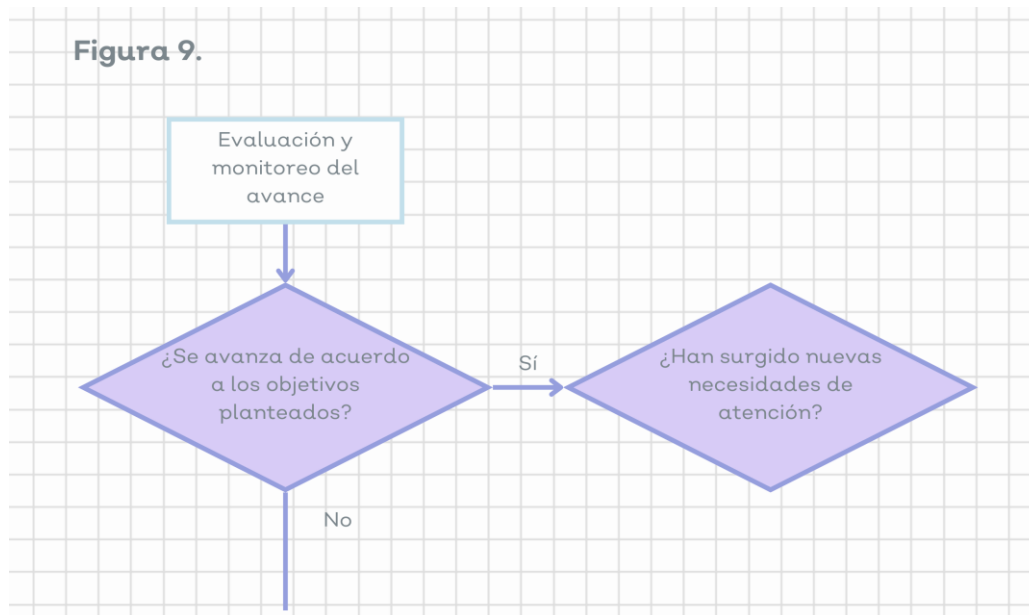 Figura 9.
Evaluación y
monitoreo del
avance
¿Se avanza de acuerdo
a los objetivos
planteados?
Sí
¿Han surgido nuevas
necesidades de
atención?
No